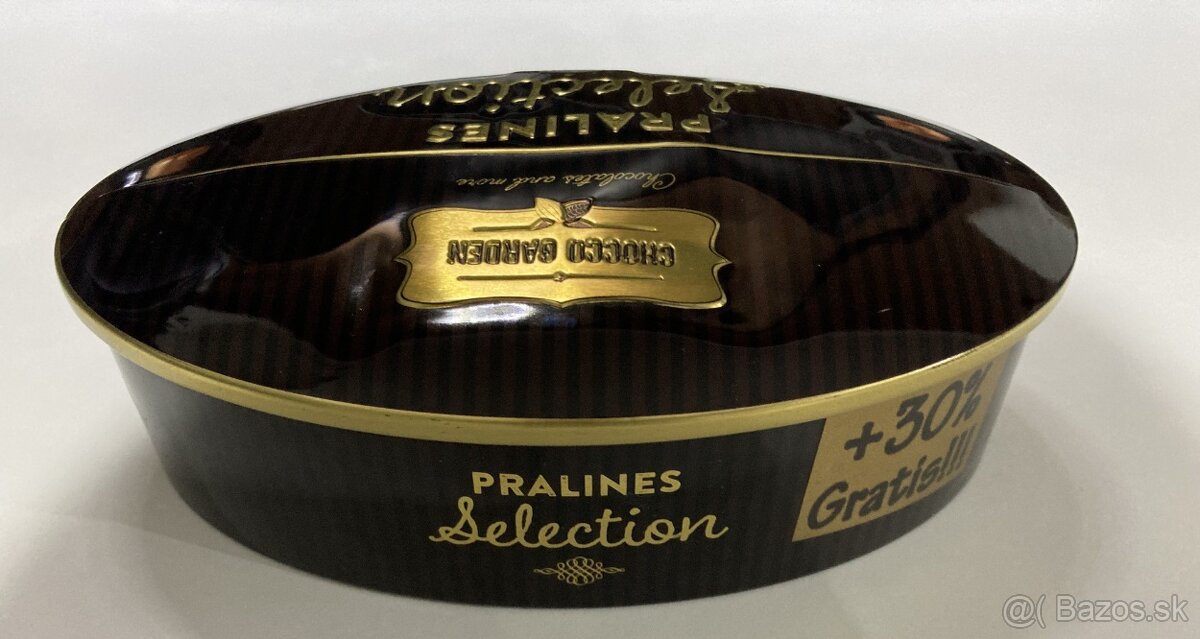 Selection
PRALINES
Chocolates and more
CHOCCO GARDEN
+30%
Gratis!!!
PRALINES
Selection
@( Bazos.sk